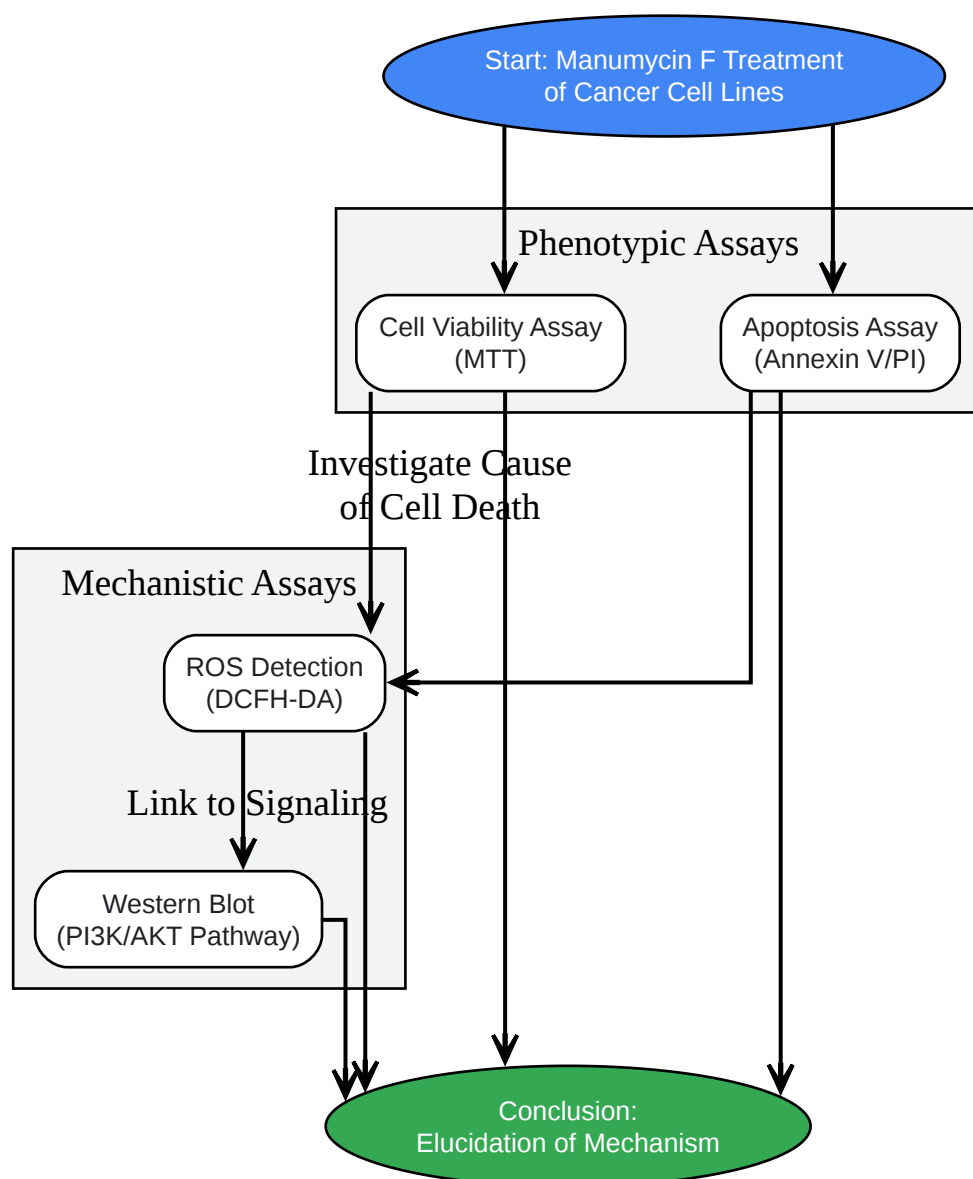 Start: Manumycin F Treatment
of Cancer Cell Lines
Phenotypic Assays
Cell Viability Assay
(MTT)
Apoptosis Assay
(Annexin V/PI)
Investigate Cause
of Cell Death
Mechanistic Assays
ROS Detection
(DCFH-DA)
Link to Signaling
Western Blot
(PI3K/AKT Pathway)
Conclusion:
Elucidation of Mechanism